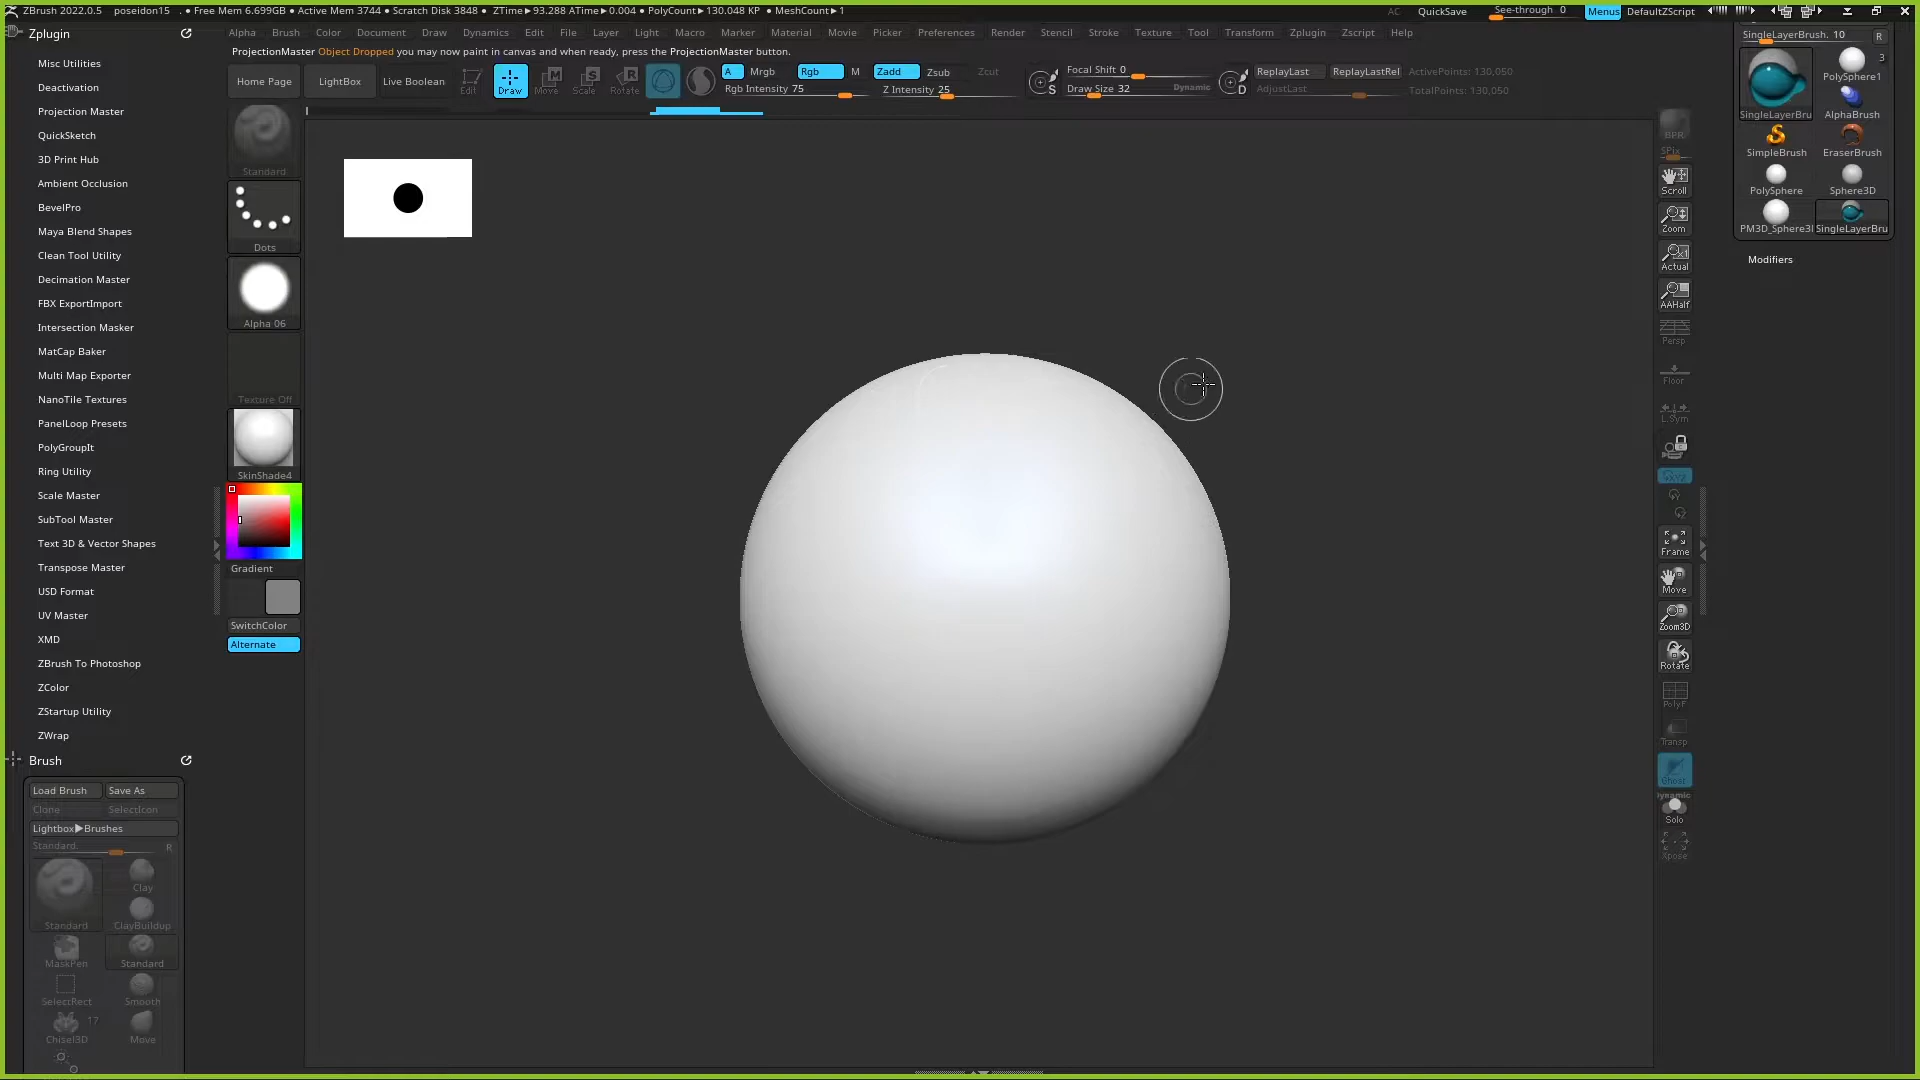 ZBrush 2022.0.5 poseidon15 . • Free Mem 6.699GB • Active Mem 3744 • Scratch Disk 3848 • ZTime▶93.288 ATime▶0.004 • PolyCount▶130.048 KP • MeshCount▶1 AC QuickSave See-through 0 Menus DefaultZScript
Zplugin
Alpha Brush Color Document Draw Dynamics Edit File Layer Light Macro Marker Material Movie Picker Preferences Render Stencil Stroke Texture Tool Transform Zplugin Zscript Help
ProjectionMaster Object Dropped you may now paint in canvas and when ready, press the ProjectionMaster button.
Home Page LightBox Live Boolean Edit Draw Move Scale Rotate A Mrgb Rgb M Zadd Zsub Zcut
Rgb Intensity 75 Z Intensity 25
S Focal Shift 0 Draw Size 32 Dynamic D
ReplayLast ReplayLastRel ActivePoints: 130,050
AdjustLast TotalPoints: 130,050
Misc Utilities
Deactivation
Projection Master
QuickSketch
3D Print Hub
Ambient Occlusion
BevelPro
Maya Blend Shapes
Clean Tool Utility
Decimation Master
FBX ExportImport
Intersection Masker
MatCap Baker
Multi Map Exporter
NanoTile Textures
PanelLoop Presets
PolyGroupIt
Ring Utility
Scale Master
SubTool Master
Text 3D & Vector Shapes
Transpose Master
USD Format
UV Master
XMD
ZBrush To Photoshop
ZColor
ZStartup Utility
ZWrap
Brush
Load Brush Save As
Clone SelectIcon
Lightbox▶Brushes
Standard. R
Clay
Standard ClayBuildup
MaskPen Standard
SelectRect Smooth
17
Chisel3D Move
Standard
Dots
Alpha 06
Texture Off
SkinShade4
Gradient
SwitchColor
Alternate
BPR
SPix
Scroll
Zoom
Actual
AAHalf
Persp
Floor
L.Sym
Frame
Move
Zoom3D
Rotate
PolyF
Transp
Ghost
Dynamic
Solo
Xpose
SingleLayerBrush. 10 R
3
PolySphere1
SingleLayerBru AlphaBrush
SimpleBrush EraserBrush
PolySphere Sphere3D
PM3D_Sphere3I SingleLayerBru
Modifiers